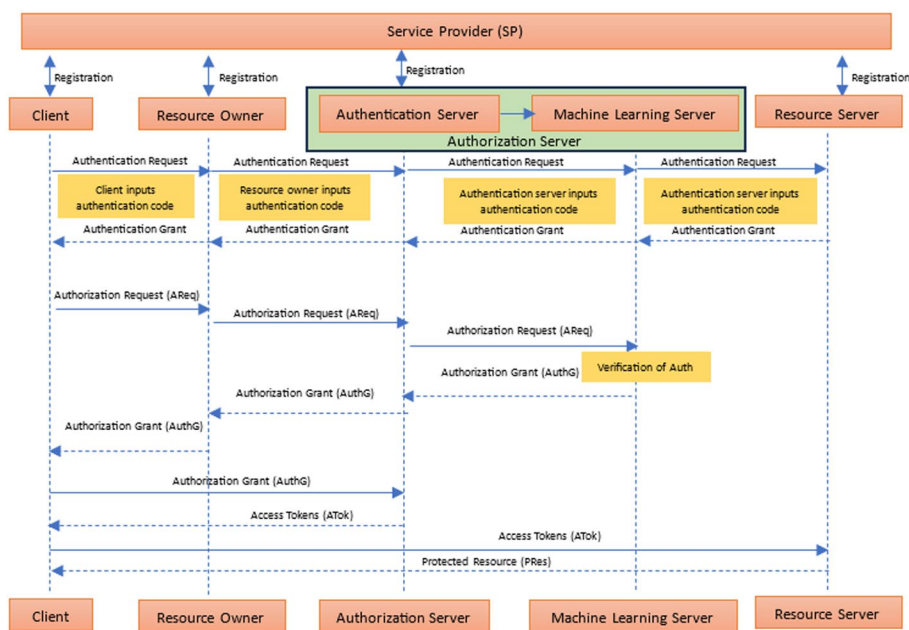 Service Provider (SP)
Registration
Registration
Registration
Registration
Client
Resource Owner
Authentication Server
Machine Learning Server
Resource Server
Authorization Server
Authentication Request
Authentication Request
Authentication Request
Authentication Request
Client inputs
authentication code
Resource owner inputs
authentication code
Authentication server inputs
authentication code
Authentication server inputs
authentication code
Authentication Grant
Authentication Grant
Authentication Grant
Authentication Grant
Authorization Request (AReq)
Authorization Request (AReq)
Authorization Request (AReq)
Verification of Auth
Authorization Grant (AuthG)
Authorization Grant (AuthG)
Authorization Grant (AuthG)
Authorization Grant (AuthG)
Access Tokens (ATok)
Access Tokens (ATok)
Protected Resource (PRes)
Client
Resource Owner
Authorization Server
Machine Learning Server
Resource Server